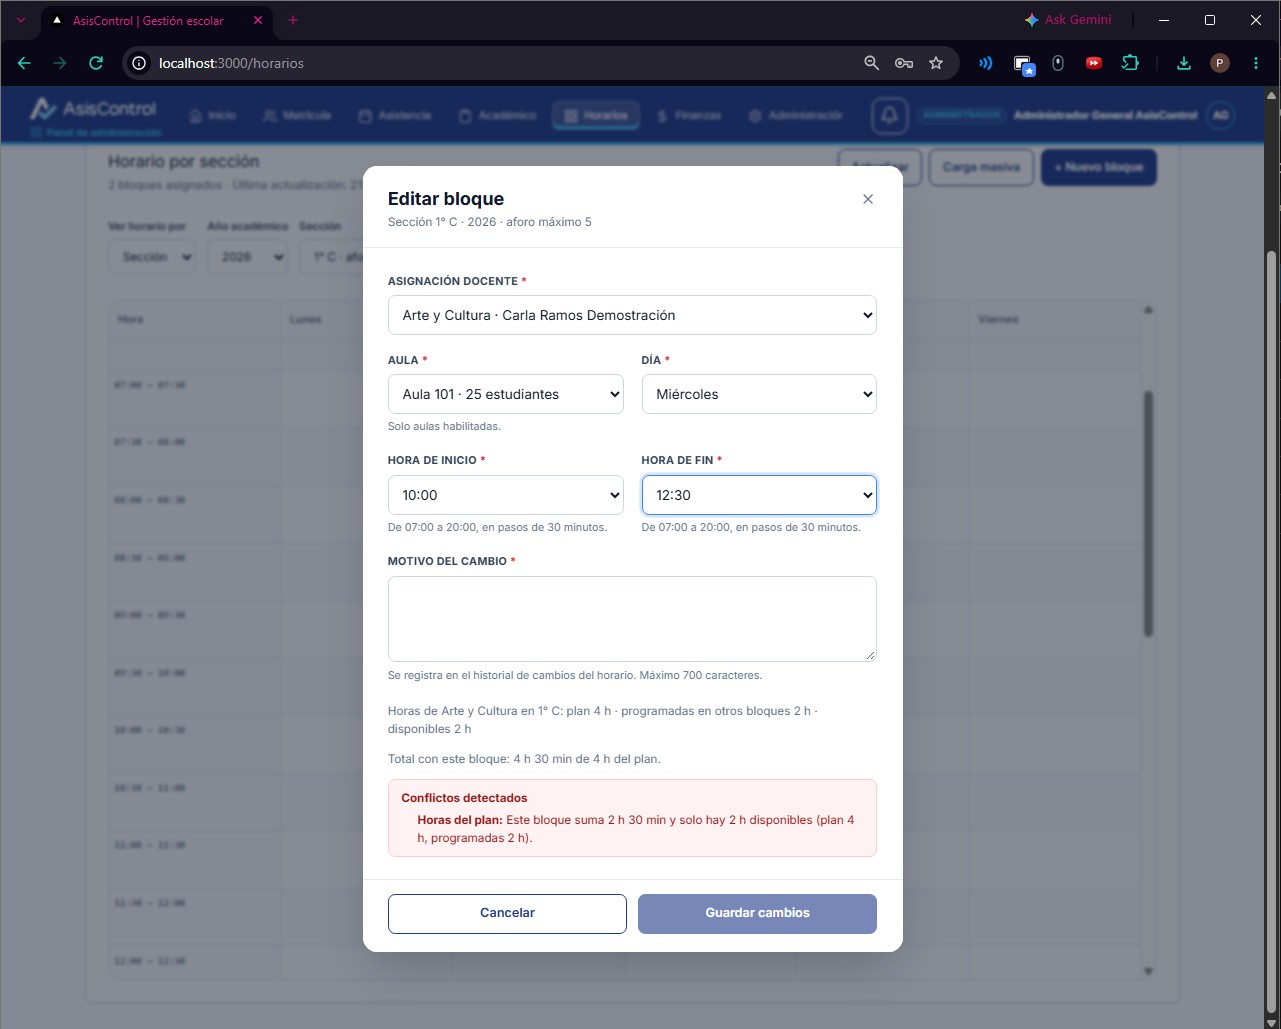 AsisControl | Gestión escolar
Ask Gemini
localhost:3000/horarios
P
AsisControl
Panel de administración
Inicio
Matrícula
Asistencia
Académico
Horarios
Finanzas
Administración
ADMINISTRADOR
Administrador General AsisControl
AG
Horario por sección
2 bloques asignados · Última actualización: 21
Carga masiva
+ Nuevo bloque
Ver horario por
Año académico
Sección
Sección
2026
1° C · afo
Hora
Lunes
Viernes
07:00 – 07:30
07:30 – 08:00
08:00 – 08:30
08:30 – 09:00
09:00 – 09:30
09:30 – 10:00
10:00 – 10:30
10:30 – 11:00
11:00 – 11:30
11:30 – 12:00
12:00 – 12:30
Editar bloque
Sección 1° C · 2026 · aforo máximo 5
ASIGNACIÓN DOCENTE *
Arte y Cultura · Carla Ramos Demostración
AULA *
DÍA *
Aula 101 · 25 estudiantes
Miércoles
Solo aulas habilitadas.
HORA DE INICIO *
HORA DE FIN *
10:00
12:30
De 07:00 a 20:00, en pasos de 30 minutos.
De 07:00 a 20:00, en pasos de 30 minutos.
MOTIVO DEL CAMBIO *
Se registra en el historial de cambios del horario. Máximo 700 caracteres.
Horas de Arte y Cultura en 1° C: plan 4 h · programadas en otros bloques 2 h ·
disponibles 2 h
Total con este bloque: 4 h 30 min de 4 h del plan.
Conflictos detectados
Horas del plan: Este bloque suma 2 h 30 min y solo hay 2 h disponibles (plan 4
h, programadas 2 h).
Cancelar
Guardar cambios